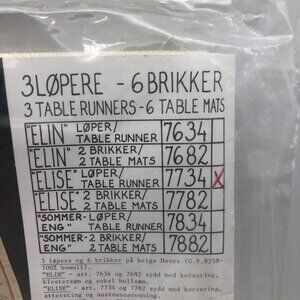 3 LØPERE - 6 BRIKKER
3 TABLE RUNNERS - 6 TABLE MATS
"ELIN" LØPER/ TABLE RUNNER 7634
"ELIN" 2 BRIKKER/ 2 TABLE MATS 7682
"ELISE" LØPER/ TABLE RUNNER 7734 X
"ELISE" 2 BRIKKER/ 2 TABLE MATS 7782
"SOMMER-ENG" LØPER/ TABLE RUNNER 7834
"SOMMER-ENG" 2 BRIKKER/ 2 TABLE MATS 7882
3 løpere og 6 brikker på beige Davos (G.P.8258-
100% bomull).
"ELIN" - art. 7634 og 7682 sydd med korssting,
klostersøm og enkel hullsøm.
"ELISE" - art. 7734 og 7782 sydd med korssting,
attersting og